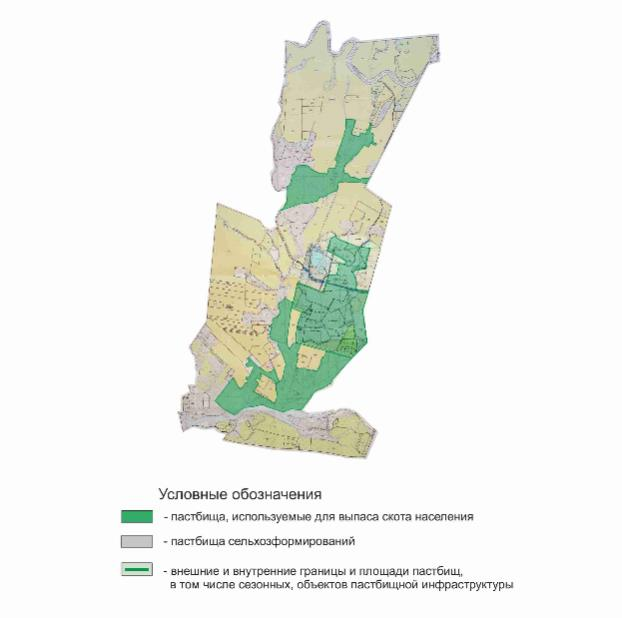 Условные обозначения
- пастбища, используемые для выпаса скота населения
- пастбища сельхозформирований
- внешние и внутренние границы и площади пастбищ,
в том числе сезонных, объектов пастбищной инфраструктуры